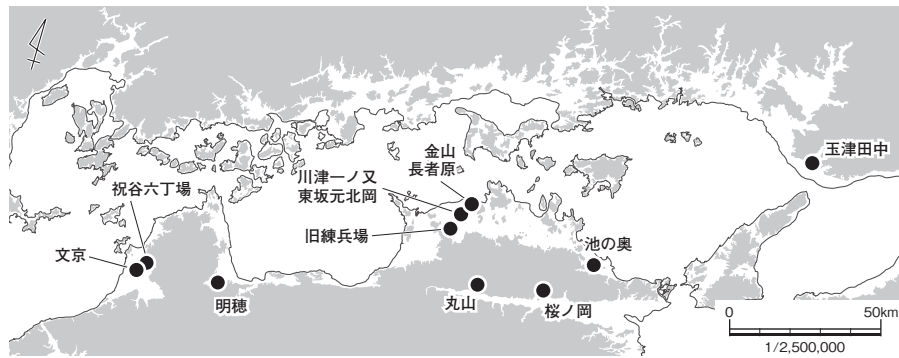 金山
長者原
玉津田中
川津一ノ又
東坂元北岡
祝谷六丁場
旧練兵場
文京
池の奥
明穂
丸山
桜ノ岡
0 50km
1/2,500,000